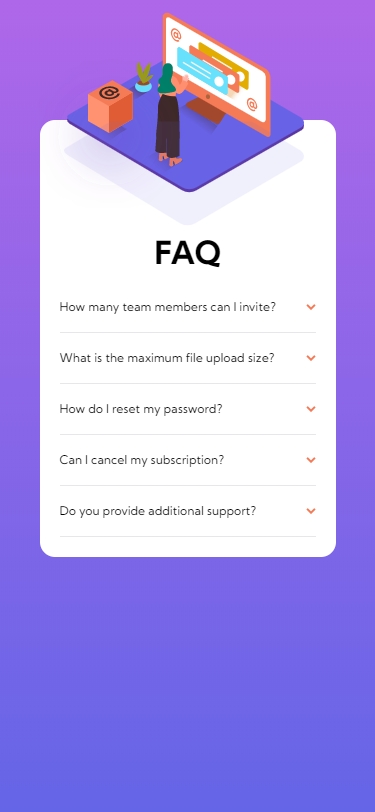 @
@
@
FAQ
How many team members can I invite?
What is the maximum file upload size?
How do I reset my password?
Can I cancel my subscription?
Do you provide additional support?